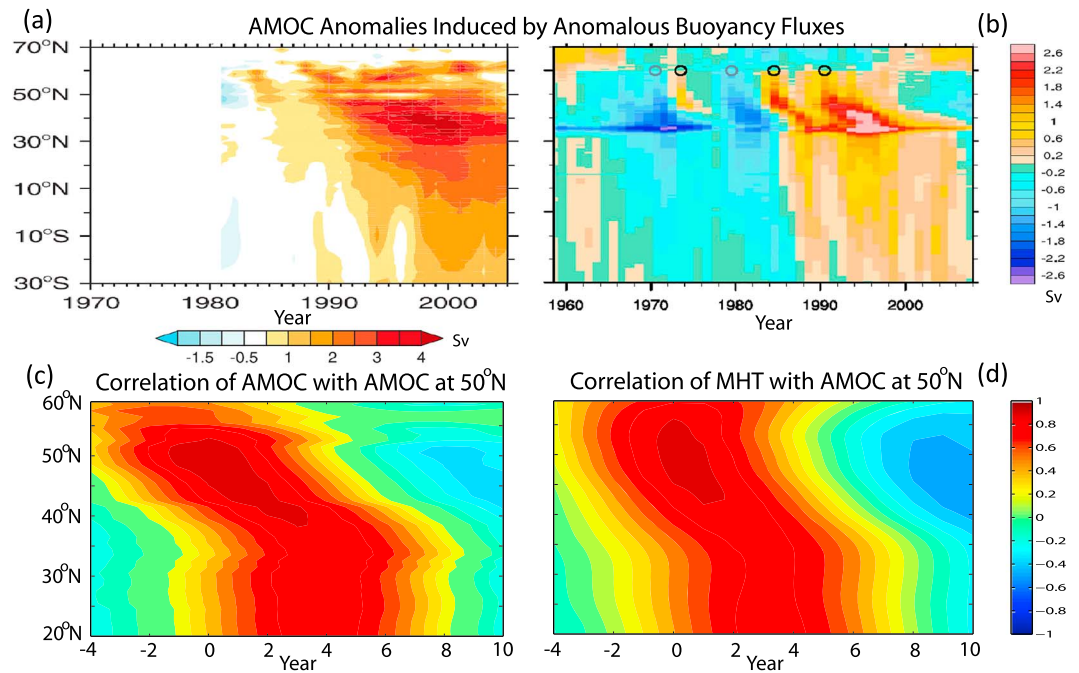 (a) AMOC Anomalies Induced by Anomalous Buoyancy Fluxes (b)
70°N
50°N
30°N
10°N
10°S
30°S
1970 1980 1990 2000
Year
-1.5 -0.5 1 2 3 4 Sv
1960 1970 1980 1990 2000
Year
2.6
2.2
1.8
1.4
1
0.6
0.2
-0.2
-0.6
-1
-1.4
-1.8
-2.2
-2.6
Sv
(c) Correlation of AMOC with AMOC at 50°N
60°N
50°N
40°N
30°N
20°N
-4 -2 0 2 4 6 8 10
Year
Correlation of MHT with AMOC at 50°N (d)
-4 -2 0 2 4 6 8 10
Year
1
0.8
0.6
0.4
0.2
0
−0.2
−0.4
−0.6
−0.8
−1